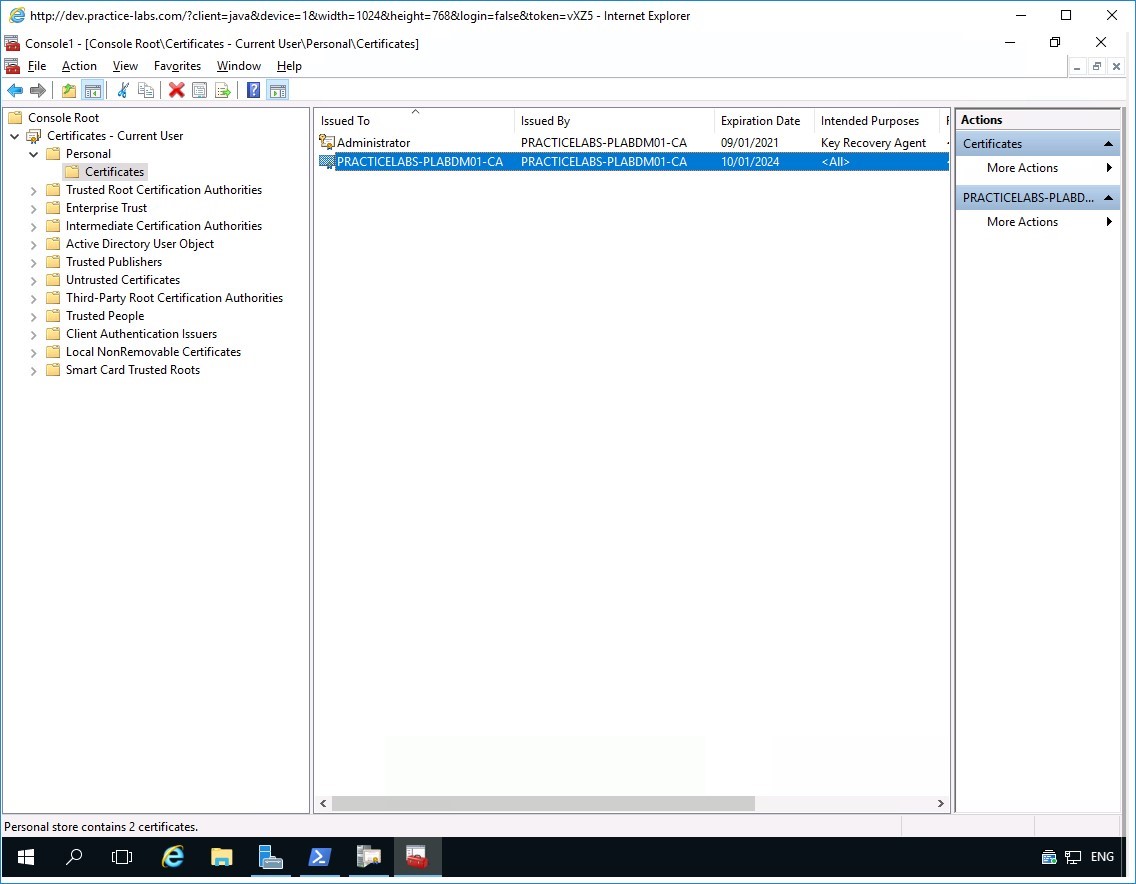 http://dev.practice-labs.com/?client=java&device=1&width=1024&height=768&login=false&token=vXZ5 - Internet Explorer
Console1 - [Console Root\Certificates - Current User\Personal\Certificates]
File Action View Favorites Window Help
Console Root
Certificates - Current User
Personal
Certificates
Trusted Root Certification Authorities
Enterprise Trust
Intermediate Certification Authorities
Active Directory User Object
Trusted Publishers
Untrusted Certificates
Third-Party Root Certification Authorities
Trusted People
Client Authentication Issuers
Local NonRemovable Certificates
Smart Card Trusted Roots
Issued To Issued By Expiration Date Intended Purposes
Administrator PRACTICELABS-PLABDM01-CA 09/01/2021 Key Recovery Agent
PRACTICELABS-PLABDM01-CA PRACTICELABS-PLABDM01-CA 10/01/2024 <All>
Actions
Certificates
More Actions
PRACTICELABS-PLABD...
More Actions
Personal store contains 2 certificates.
ENG